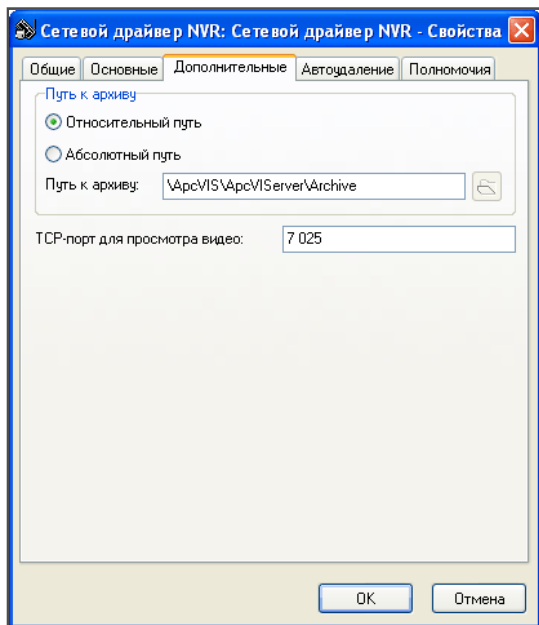 Сетевой драйвер NVR: Сетевой драйвер NVR - Свойства
Общие Основные Дополнительные Автоудаление Полномочия
Путь к архиву
Относительный путь
Абсолютный путь
Путь к архиву: \ApcVIS\ApcVIServer\Archive
TCP-порт для просмотра видео: 7 025
OK Отмена